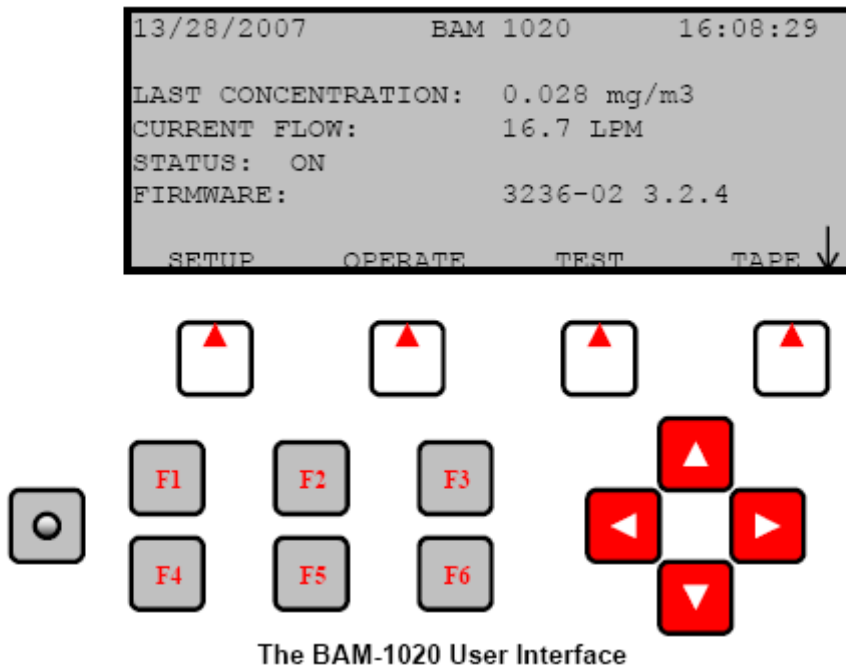 13/28/2007 BAM 1020 16:08:29
LAST CONCENTRATION: 0.028 mg/m3
CURRENT FLOW: 16.7 LPM
STATUS: ON
FIRMWARE: 3236-02 3.2.4
SETUP OPERATE TEST TAPE
F1 F2 F3
F4 F5 F6
The BAM-1020 User Interface